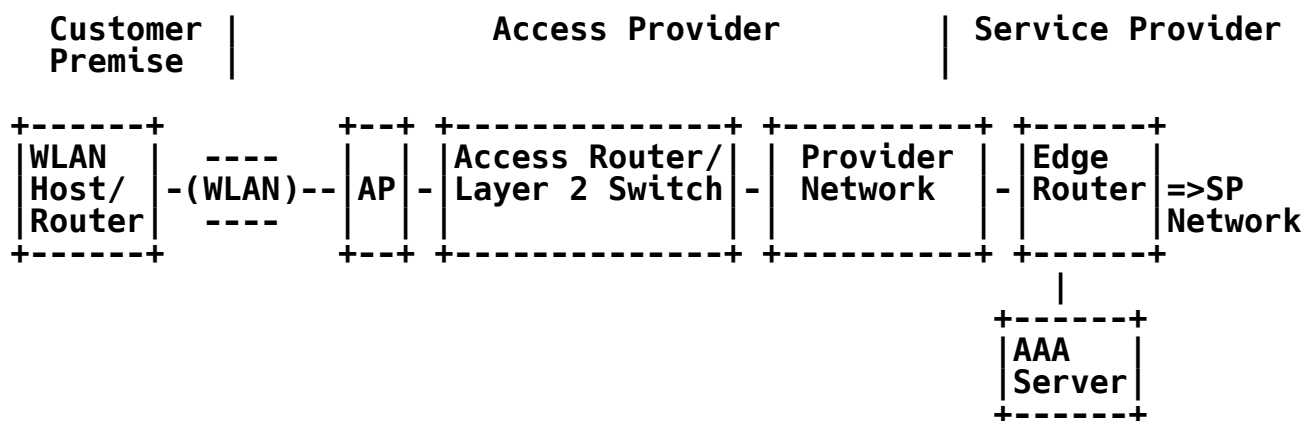 Customer |                 Access Provider           | Service Provider
   Premise  |                                           |

+------+            +--+ +--------------+ +----------+ +------+
|WLAN  |  ----      |  | |Access Router/| | Provider | |Edge  |
|Host/ |-(WLAN)--|AP|-|Layer 2 Switch|-| Network  |-|Router|=>SP
|Router|  ----      |  | |              | |          | |      |Network
+------+            +--+ +--------------+ +----------+ +------+
                                                          |
                                                      +------+
                                                      |AAA   |
                                                      |Server|
                                                      +------+